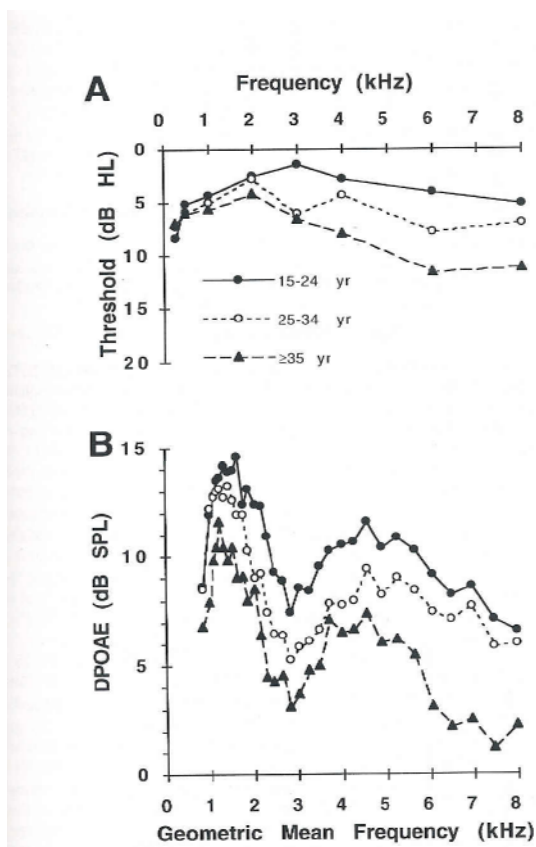 A
Frequency (kHz)
0 1 2 3 4 5 6 7 8
Threshold (dB HL)
0
5
10
15
20
15-24 yr
25-34 yr
≥35 yr
B
DPOAE (dB SPL)
15
10
5
0
0 1 2 3 4 5 6 7 8
Geometric Mean Frequency (kHz)